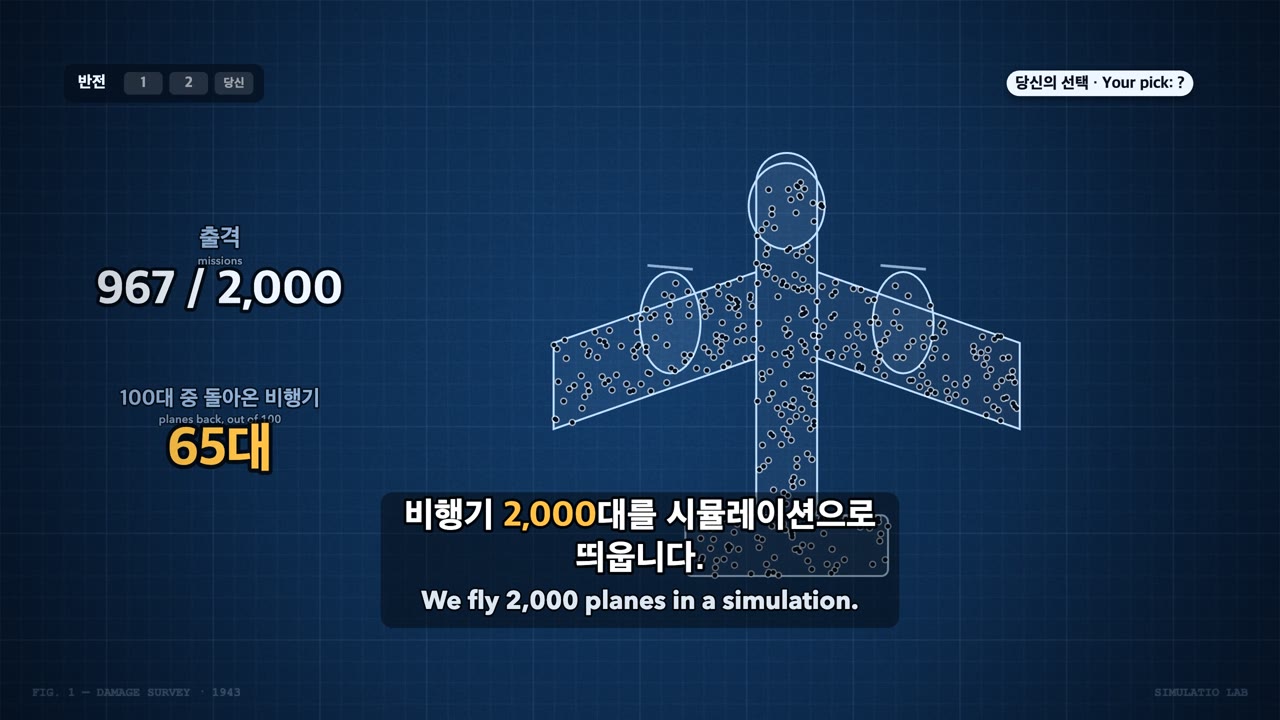 반전 1 2 당신
당신의 선택 · Your pick: ?
출격
missions
967 / 2,000
100대 중 돌아온 비행기
planes back, out of 100
65대
비행기 2,000대를 시뮬레이션으로
띄웁니다.
We fly 2,000 planes in a simulation.
FIG. 1 — DAMAGE SURVEY · 1943
SIMULATIO LAB